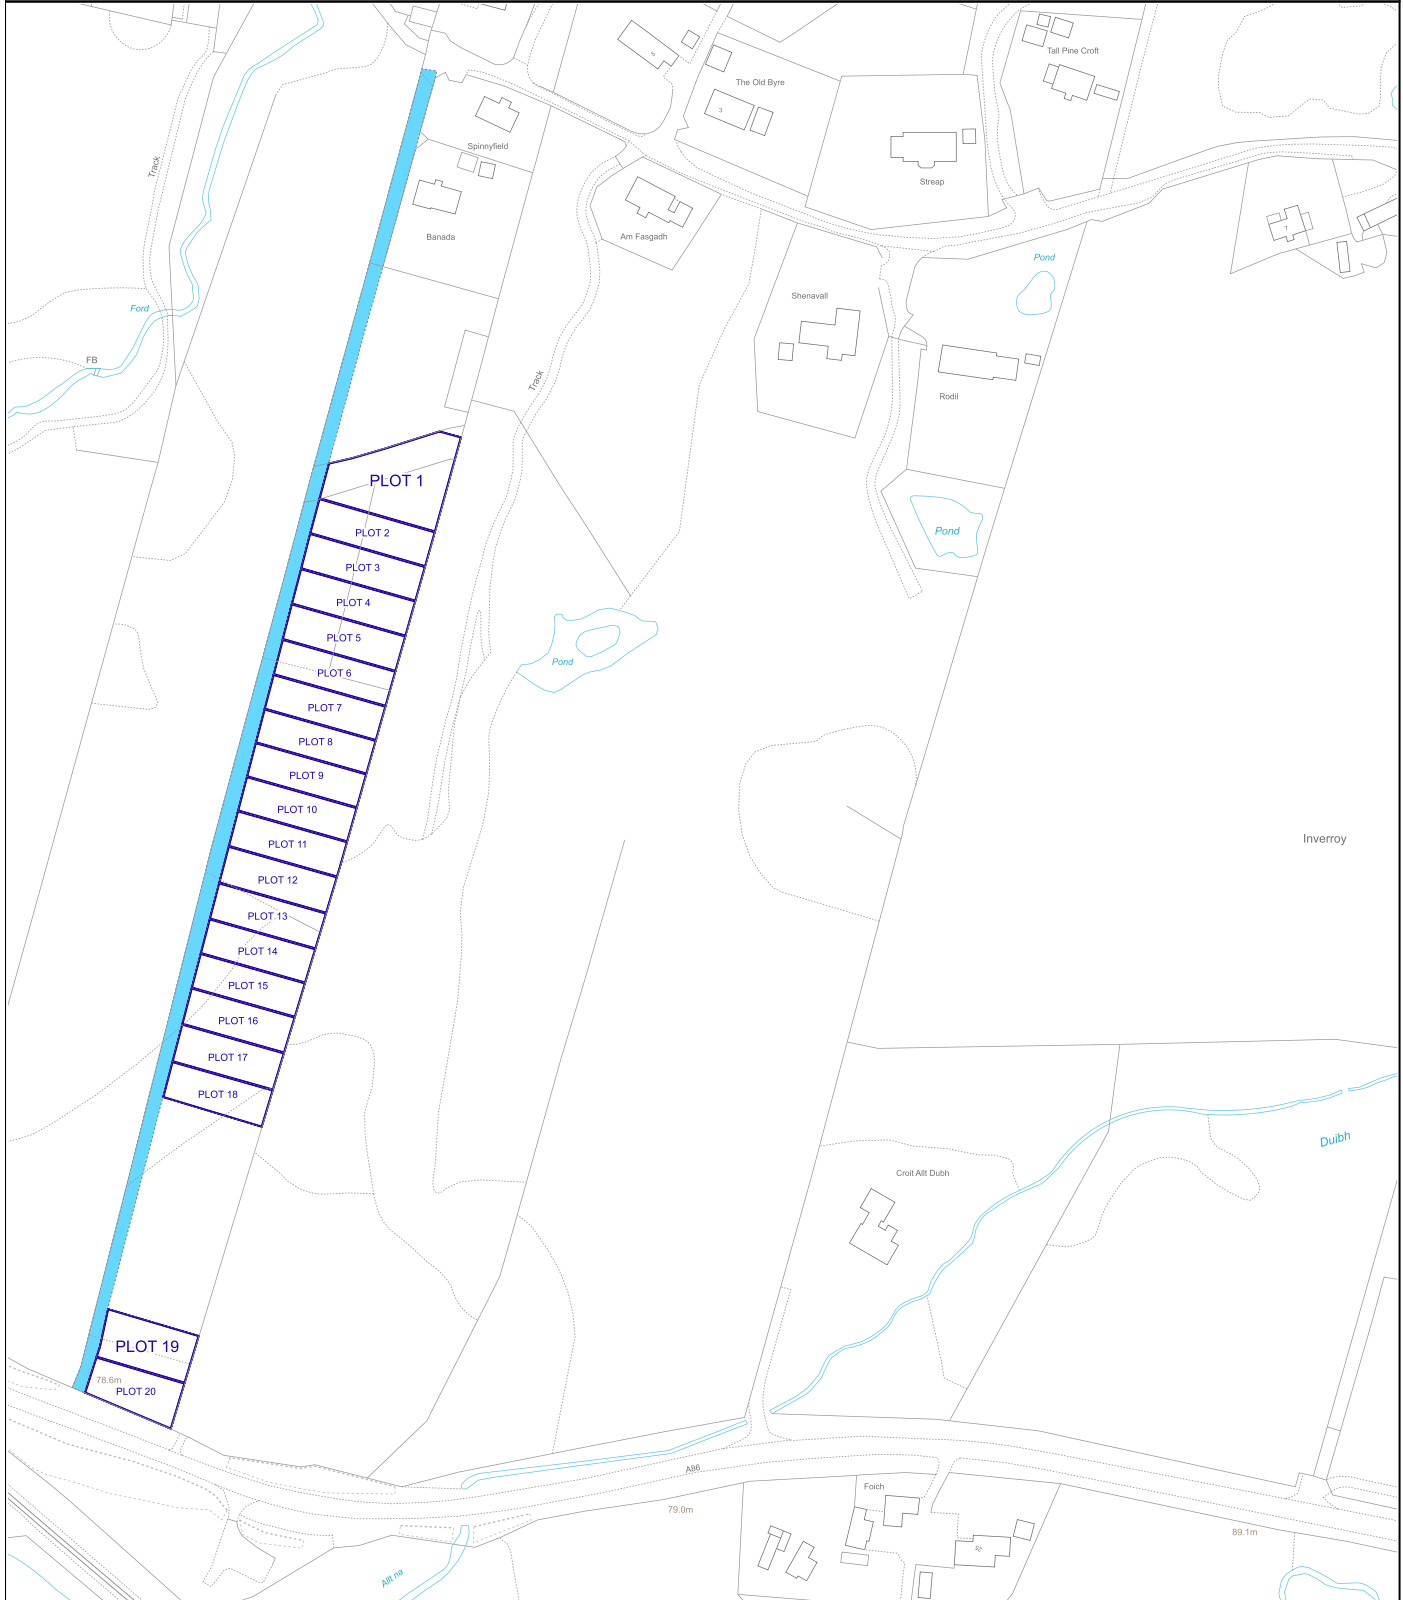 5
Tall Pine Croft
The Old Byre
3
Spinnyfield
Track
Streap
Banada
Am Fasgadh
7
Pond
Shenavall
Ford
FB
Track
Rodil
PLOT 1
Pond
PLOT 2
PLOT 3
PLOT 4
PLOT 5
Pond
PLOT 6
PLOT 7
PLOT 8
PLOT 9
PLOT 10
Inverroy
PLOT 11
PLOT 12
PLOT 13
PLOT 14
PLOT 15
PLOT 16
PLOT 17
PLOT 18
Duibh
Croit Allt Dubh
PLOT 19
78.6m
PLOT 20
A86
Foich
79.0m
89.1m
Allt na